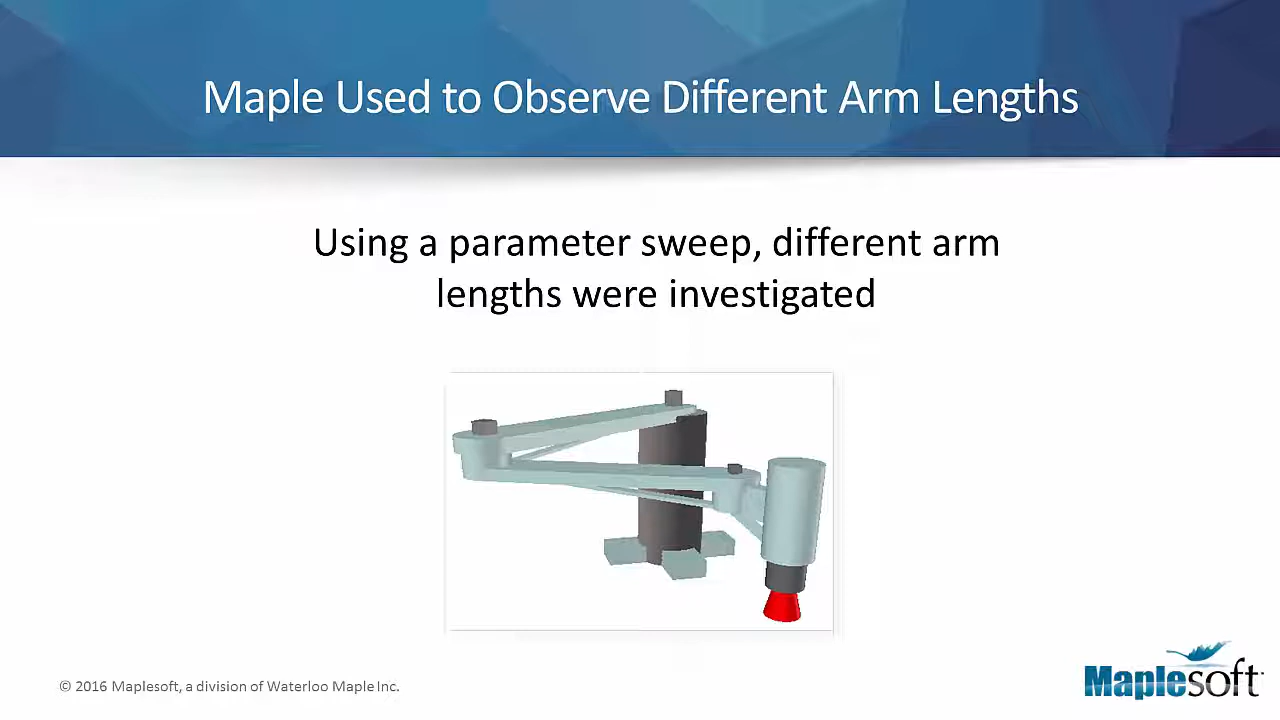 Maple Used to Observe Different Arm Lengths
Using a parameter sweep, different arm
lengths were investigated
© 2016 Maplesoft, a division of Waterloo Maple Inc.
Maplesoft